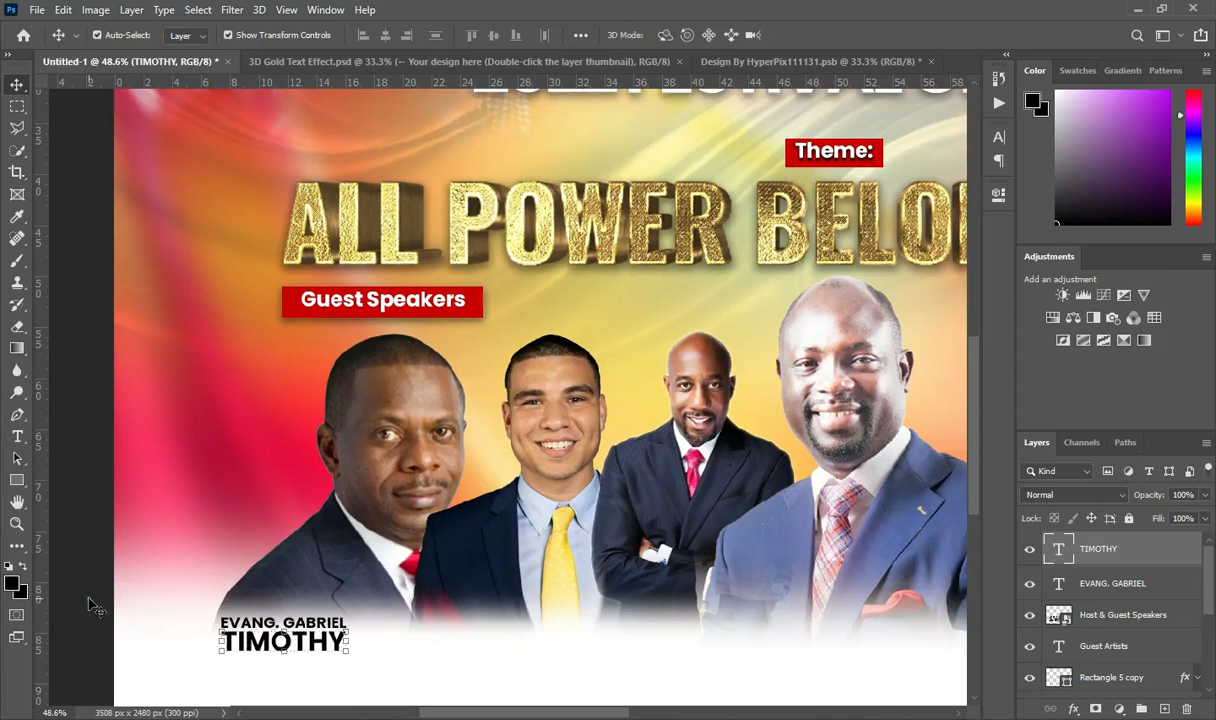 File Edit Image Layer Type Select Filter 3D View Window Help
Auto-Select: Layer Show Transform Controls 3D Mode:
Untitled-1 @ 48.6% (TIMOTHY, RGB/8) * × 3D Gold Text Effect.psd @ 33.3% (← Your design here (Double-click the layer thumbnail), RGB/8) × Design By HyperPix111131.psb @ 33.3% (RGB/8) * ×
Color Swatches Gradients Patterns
Theme:
ALL POWER BELO
Guest Speakers
EVANG. GABRIEL
TIMOTHY
Adjustments
Add an adjustment
Layers Channels Paths
Kind
Normal Opacity: 100%
Lock: Fill: 100%
TIMOTHY
EVANG. GABRIEL
Host & Guest Speakers
Guest Artists
Rectangle 5 copy fx
48.6% 3508 px x 2480 px (300 ppi)